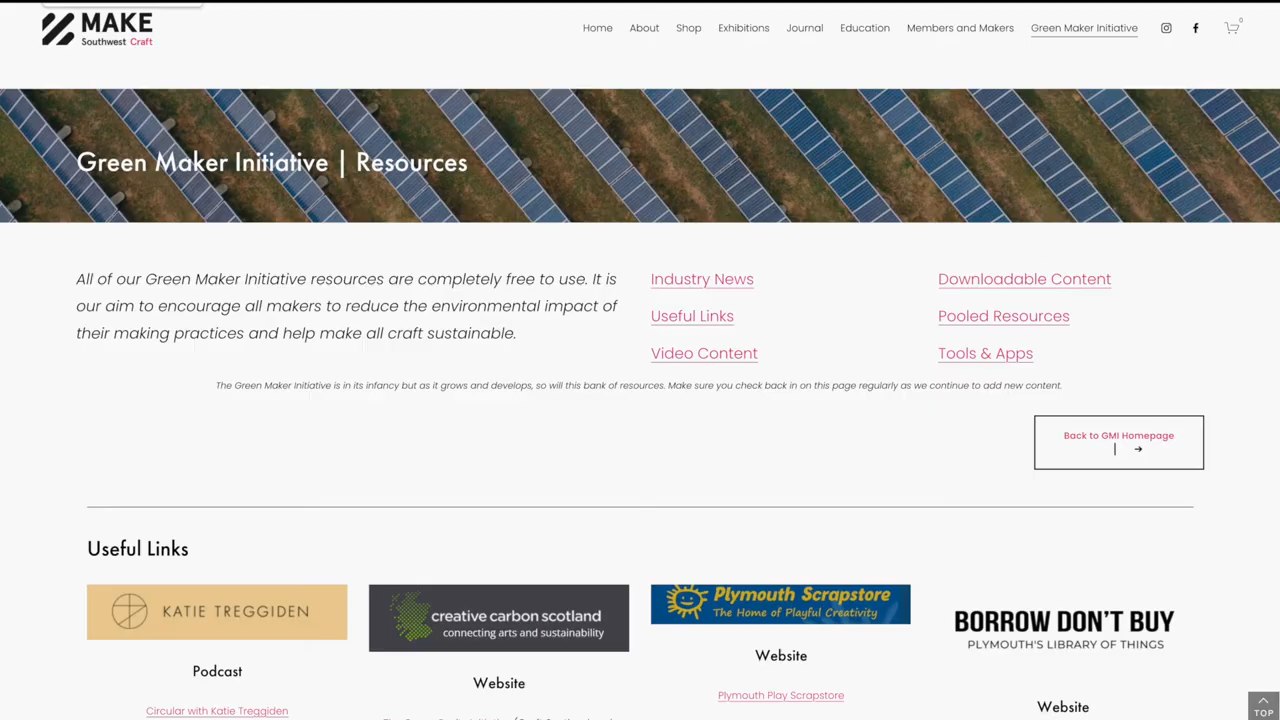 MAKE
Southwest Craft
Home About Shop Exhibitions Journal Education Members and Makers Green Maker Initiative
0
Green Maker Initiative | Resources
All of our Green Maker Initiative resources are completely free to use. It is
our aim to encourage all makers to reduce the environmental impact of
their making practices and help make all craft sustainable.
Industry News
Useful Links
Video Content
Downloadable Content
Pooled Resources
Tools & Apps
The Green Maker Initiative is in its infancy but as it grows and develops, so will this bank of resources. Make sure you check back in on this page regularly as we continue to add new content.
Back to GMI Homepage
| →
Useful Links
KATIE TREGGIDEN
Podcast
Circular with Katie Treggiden
creative carbon scotland
connecting arts and sustainability
Website
Plymouth Scrapstore
The Home of Playful Creativity
Website
Plymouth Play Scrapstore
BORROW DON'T BUY
PLYMOUTH'S LIBRARY OF THINGS
Website
TOP